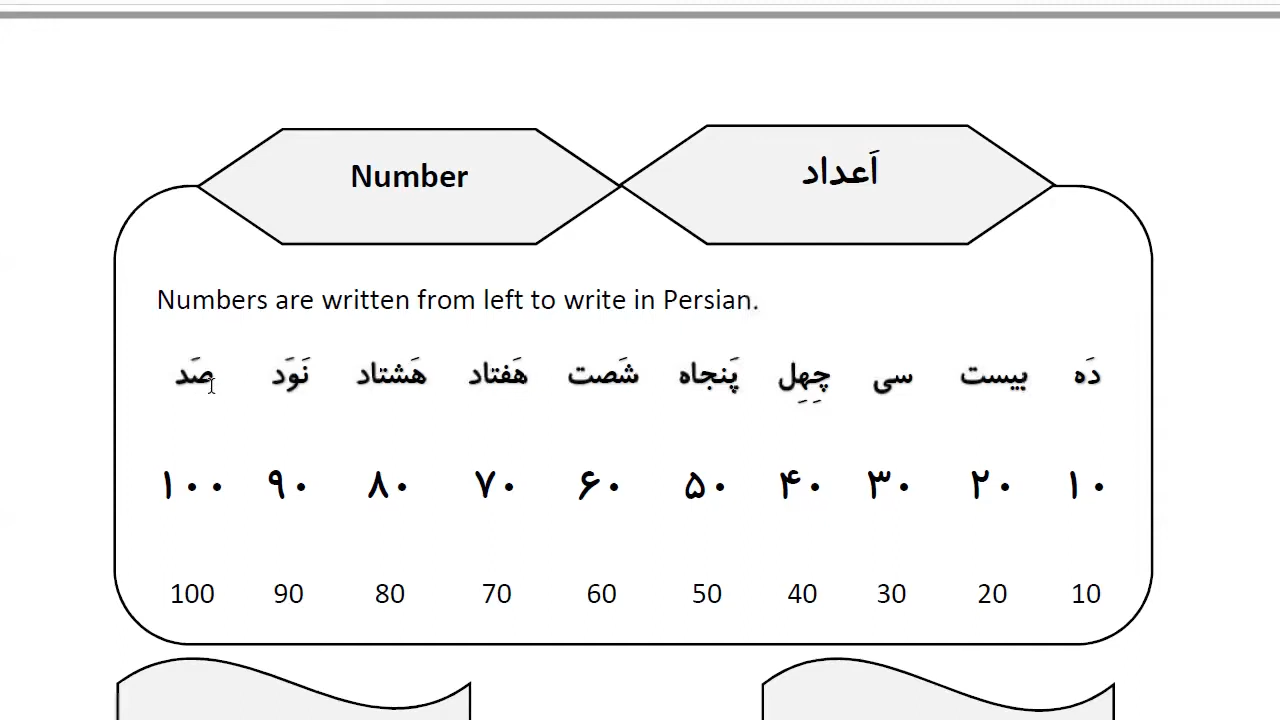 Number
اَعداد
Numbers are written from left to write in Persian.
دَه بیست سی چِهِل پَنجاه شَصت هَفتاد هَشتاد نَوَد صَد
۱۰ ۲۰ ۳۰ ۴۰ ۵۰ ۶۰ ۷۰ ۸۰ ۹۰ ۱۰۰
100 90 80 70 60 50 40 30 20 10